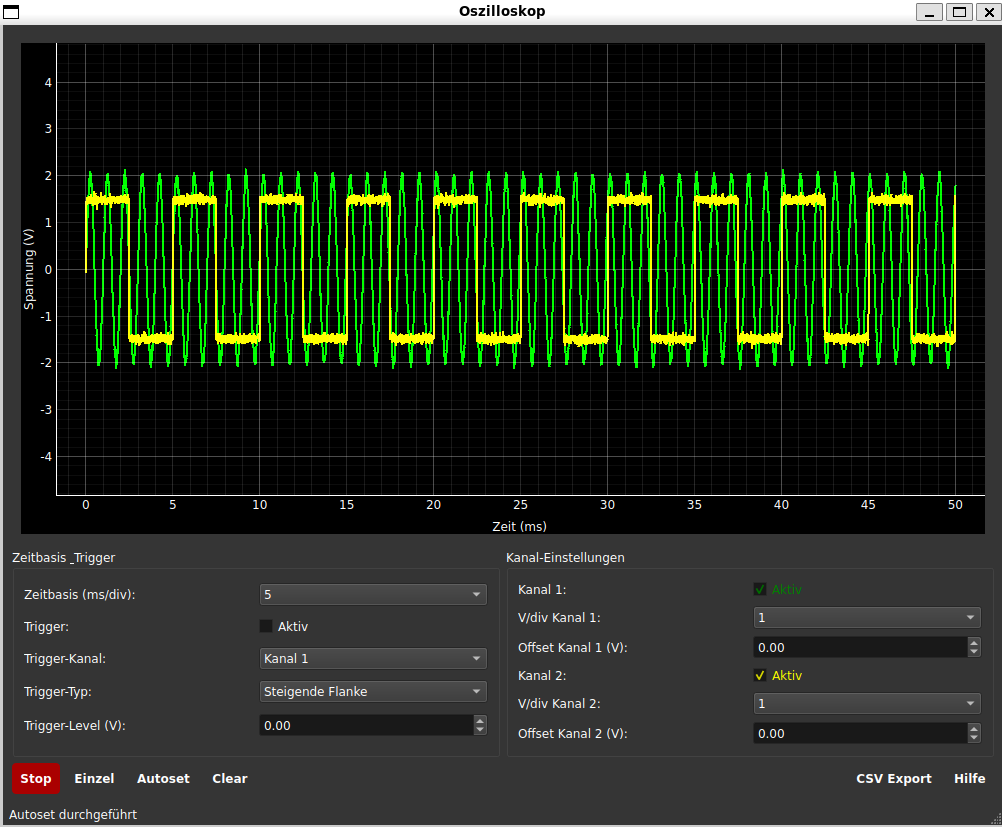 Oszilloskop
4
3
2
1
0
-1
-2
-3
-4
Spannung (V)
0 5 10 15 20 25 30 35 40 45 50
Zeit (ms)
Zeitbasis _Trigger
Zeitbasis (ms/div): 5
Trigger: Aktiv
Trigger-Kanal: Kanal 1
Trigger-Typ: Steigende Flanke
Trigger-Level (V): 0.00
Kanal-Einstellungen
Kanal 1: Aktiv
V/div Kanal 1: 1
Offset Kanal 1 (V): 0.00
Kanal 2: Aktiv
V/div Kanal 2: 1
Offset Kanal 2 (V): 0.00
Stop Einzel Autoset Clear CSV Export Hilfe
Autoset durchgeführt